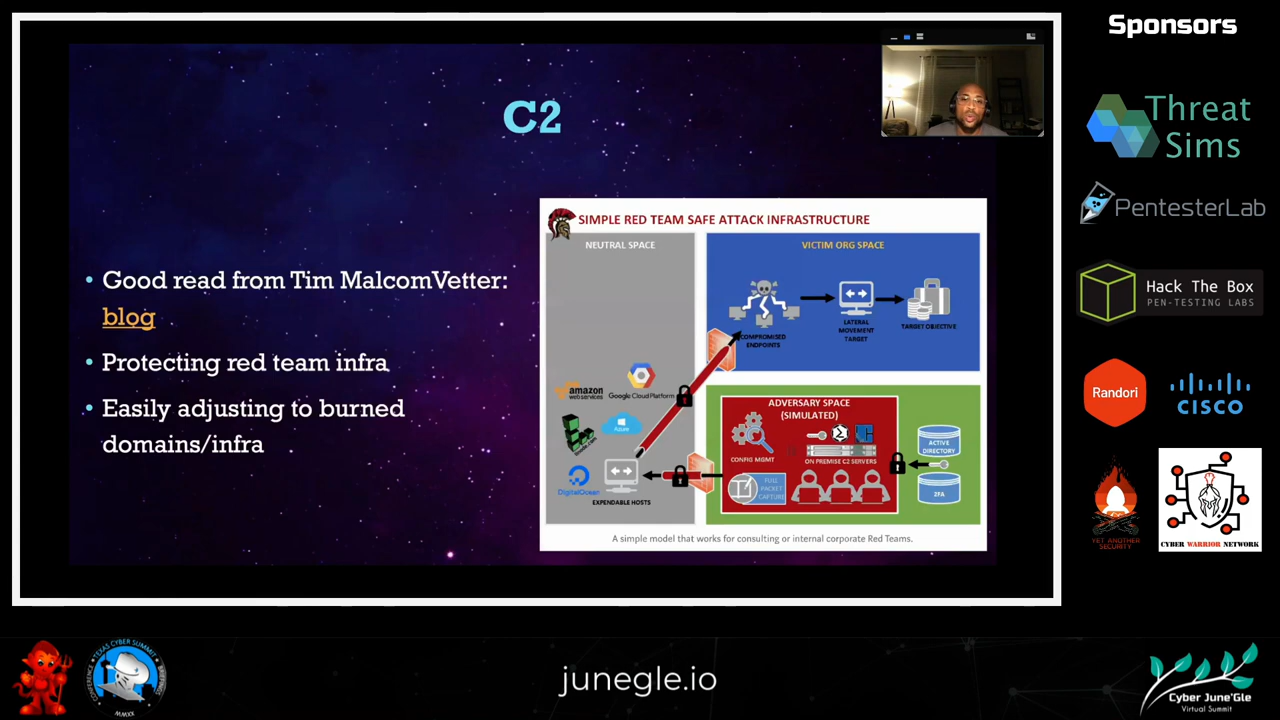 Sponsors
Threat
Sims
PentesterLab
Hack The Box
PEN-TESTING LABS
Randori
CISCO
YET ANOTHER
SECURITY
CYBER WARRIOR NETWORK
C2
• Good read from Tim MalcomVetter:
blog
• Protecting red team infra
• Easily adjusting to burned
domains/infra
SIMPLE RED TEAM SAFE ATTACK INFRASTRUCTURE
NEUTRAL SPACE
VICTIM ORG SPACE
COMPROMISED
ENDPOINTS
LATERAL
MOVEMENT
TARGET
TARGET OBJECTIVE
amazon
web services
Google Cloud Platform
Azure
DigitalOcean
EXPENDABLE HOSTS
ADVERSARY SPACE
(SIMULATED)
CONFIG MGMT
ON PREMISE C2 SERVERS
FULL
PACKET
CAPTURE
ACTIVE
DIRECTORY
2FA
A simple model that works for consulting or internal corporate Red Teams.
TEXAS CYBER SUMMIT
CONFERENCE
MMXX
junegle.io
Cyber June'Gle
Virtual Summit